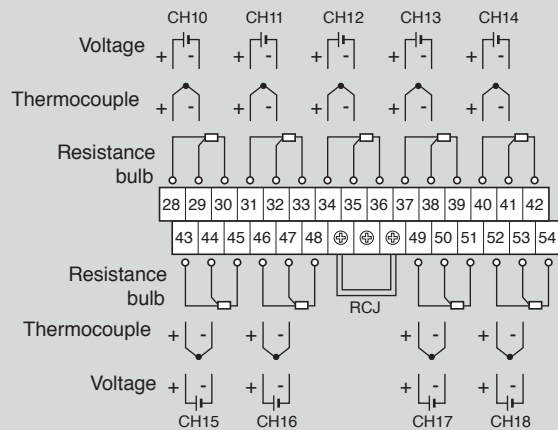 CH10 CH11 CH12 CH13 CH14
Voltage + - + - + - + - + -
Thermocouple + - + - + - + - + -
Resistance
bulb
28 29 30 31 32 33 34 35 36 37 38 39 40 41 42
43 44 45 46 47 48 49 50 51 52 53 54
Resistance
bulb
RCJ
Thermocouple + - + - + - + -
Voltage + - + - + - + -
CH15 CH16 CH17 CH18